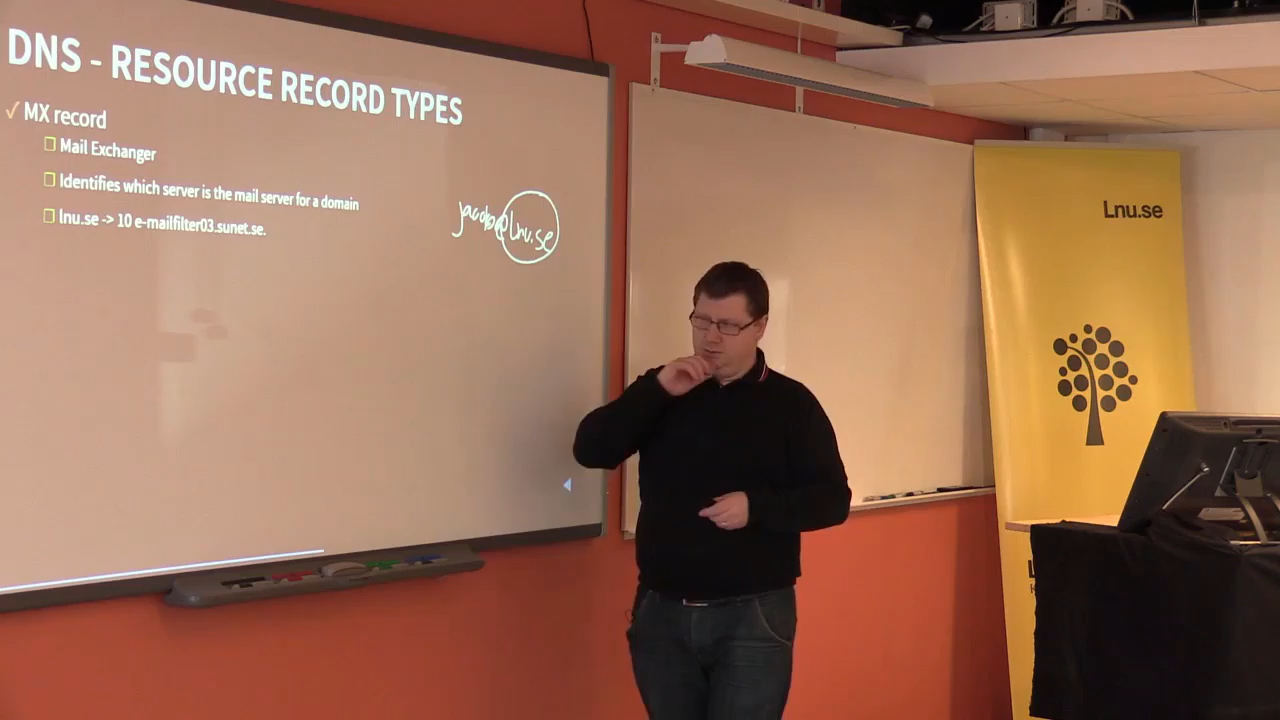 DNS - RESOURCE RECORD TYPES
✓ MX record
Mail Exchanger
Identifies which server is the mail server for a domain
lnu.se -> 10 e-mailfilter03.sunet.se.
jacob@lnu.se
Lnu.se